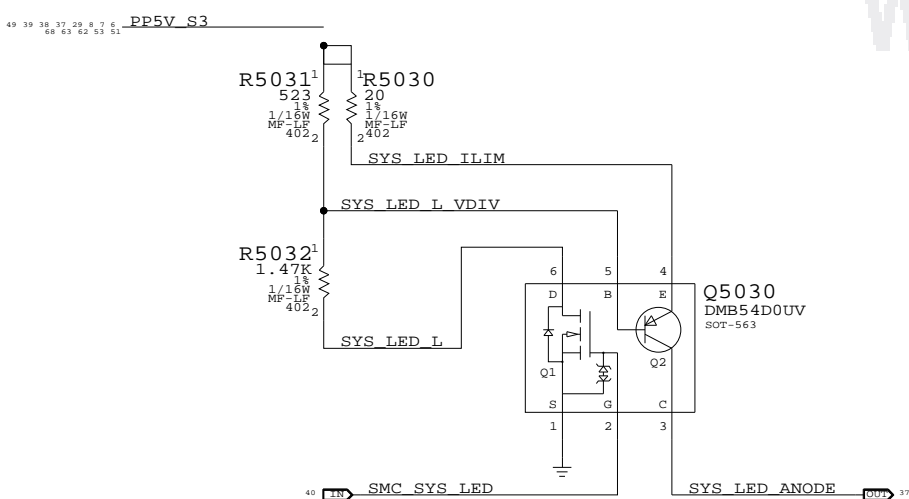 49 39 38 37 29 8 7 6 PP5V_S3
68 63 62 53 51
R5031 1
523
1%
1/16W
MF-LF
402 2
1 R5030
20
1%
1/16W
MF-LF
2 402
SYS_LED_ILIM
SYS_LED_L_VDIV
R5032 1
1.47K
1%
1/16W
MF-LF
402 2
SYS_LED_L
6 5 4
D B E
Q5030
DMB54D0UV
SOT-563
Q1 Q2
S G C
1 2 3
40 IN SMC_SYS_LED
SYS_LED_ANODE OUT 37